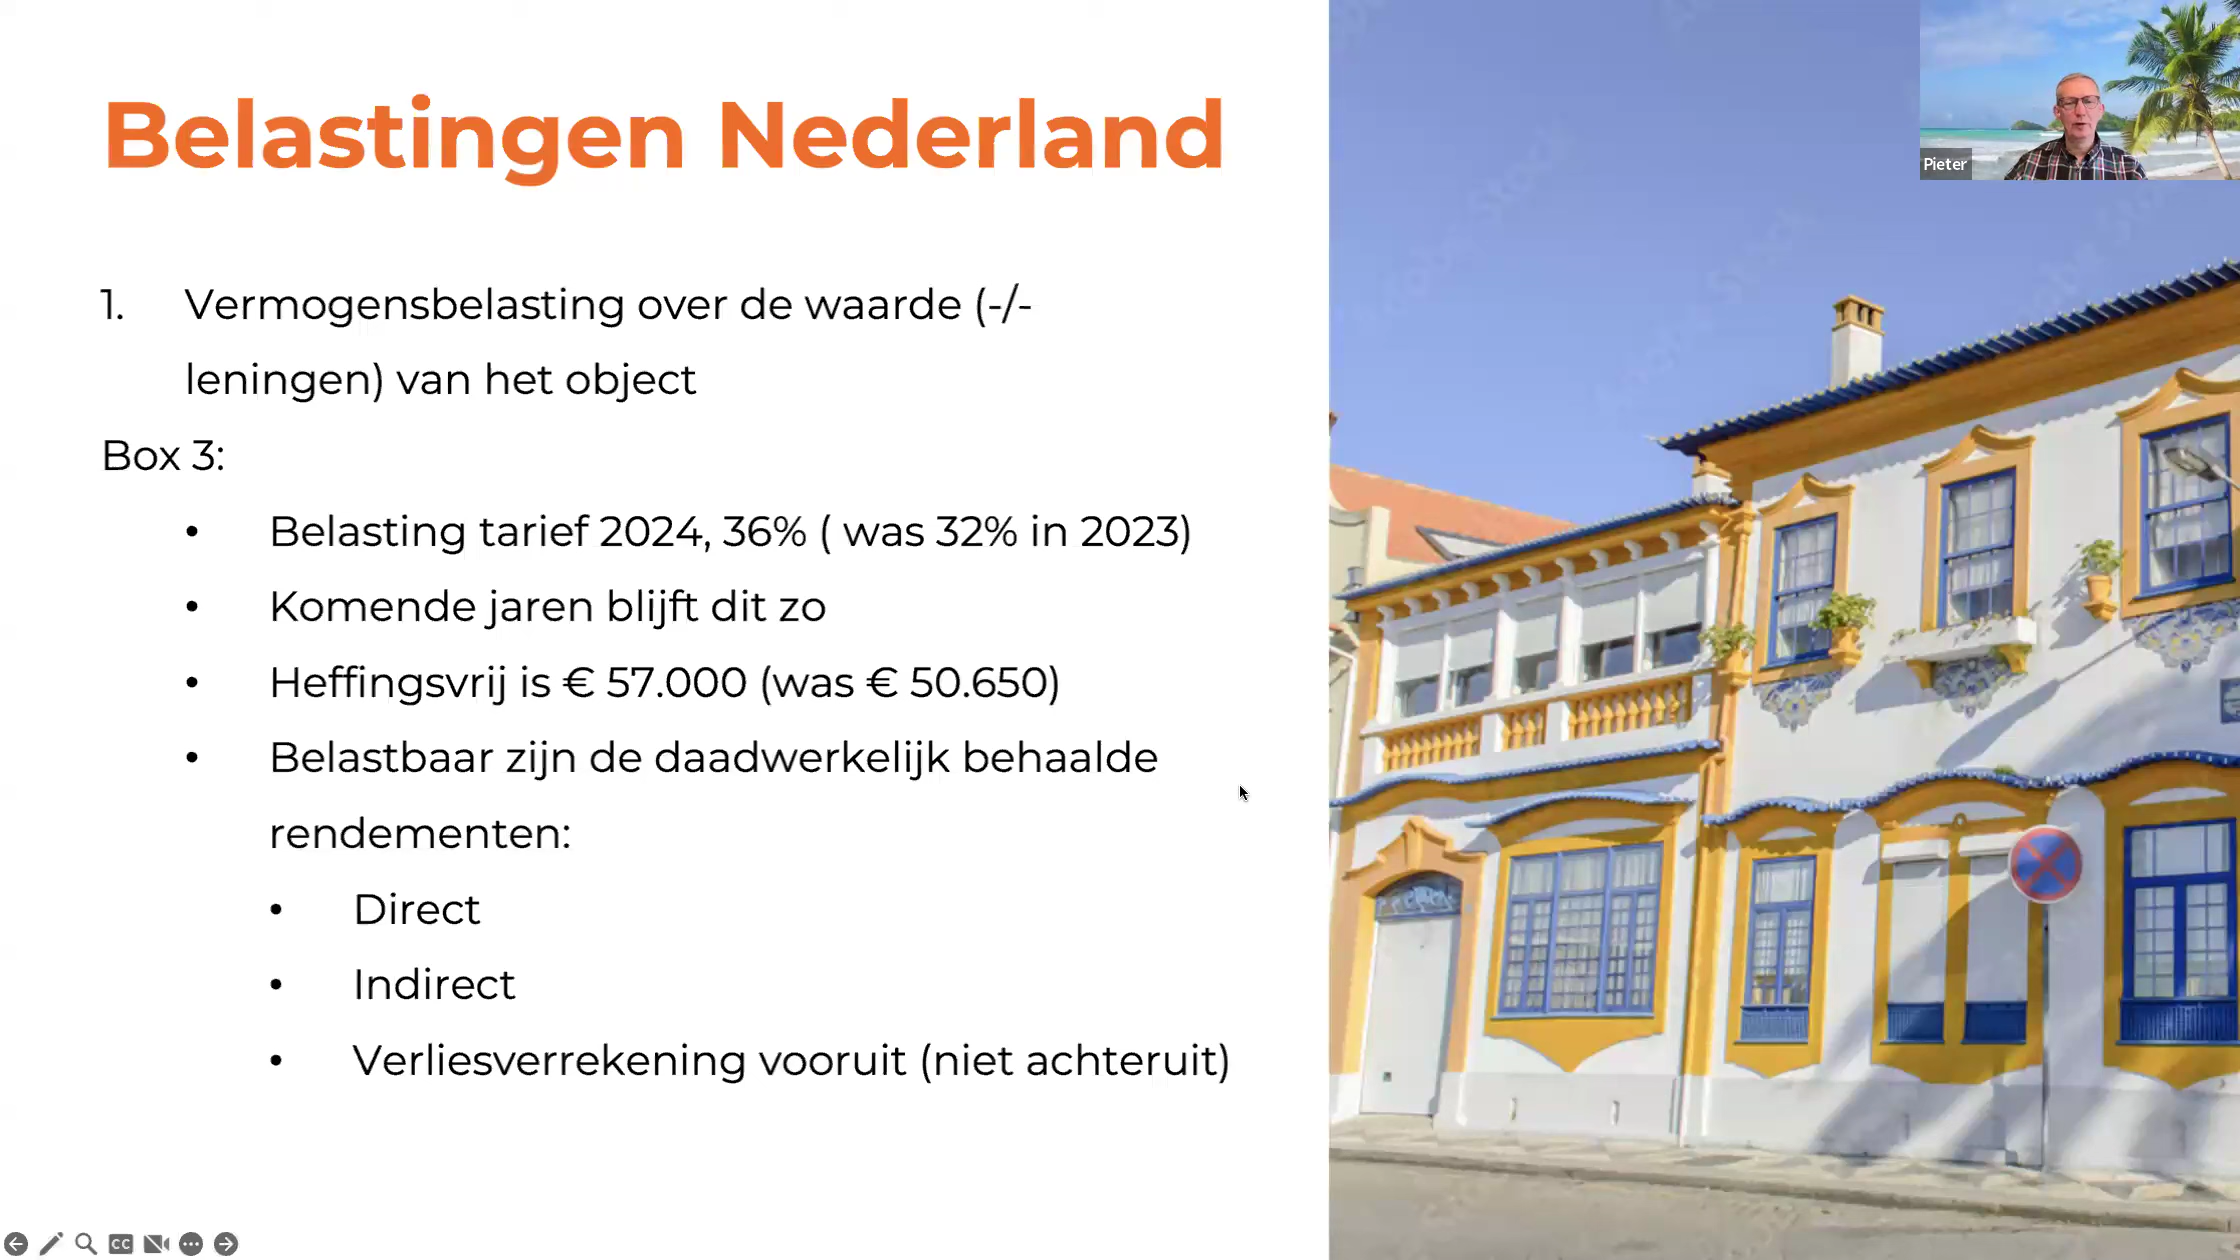 Belastingen Nederland
Pieter
1. Vermogensbelasting over de waarde (-/-
leningen) van het object
Box 3:
• Belasting tarief 2024, 36% ( was 32% in 2023)
• Komende jaren blijft dit zo
• Heffingsvrij is € 57.000 (was € 50.650)
• Belastbaar zijn de daadwerkelijk behaalde
rendementen:
• Direct
• Indirect
• Verliesverrekening vooruit (niet achteruit)
CC